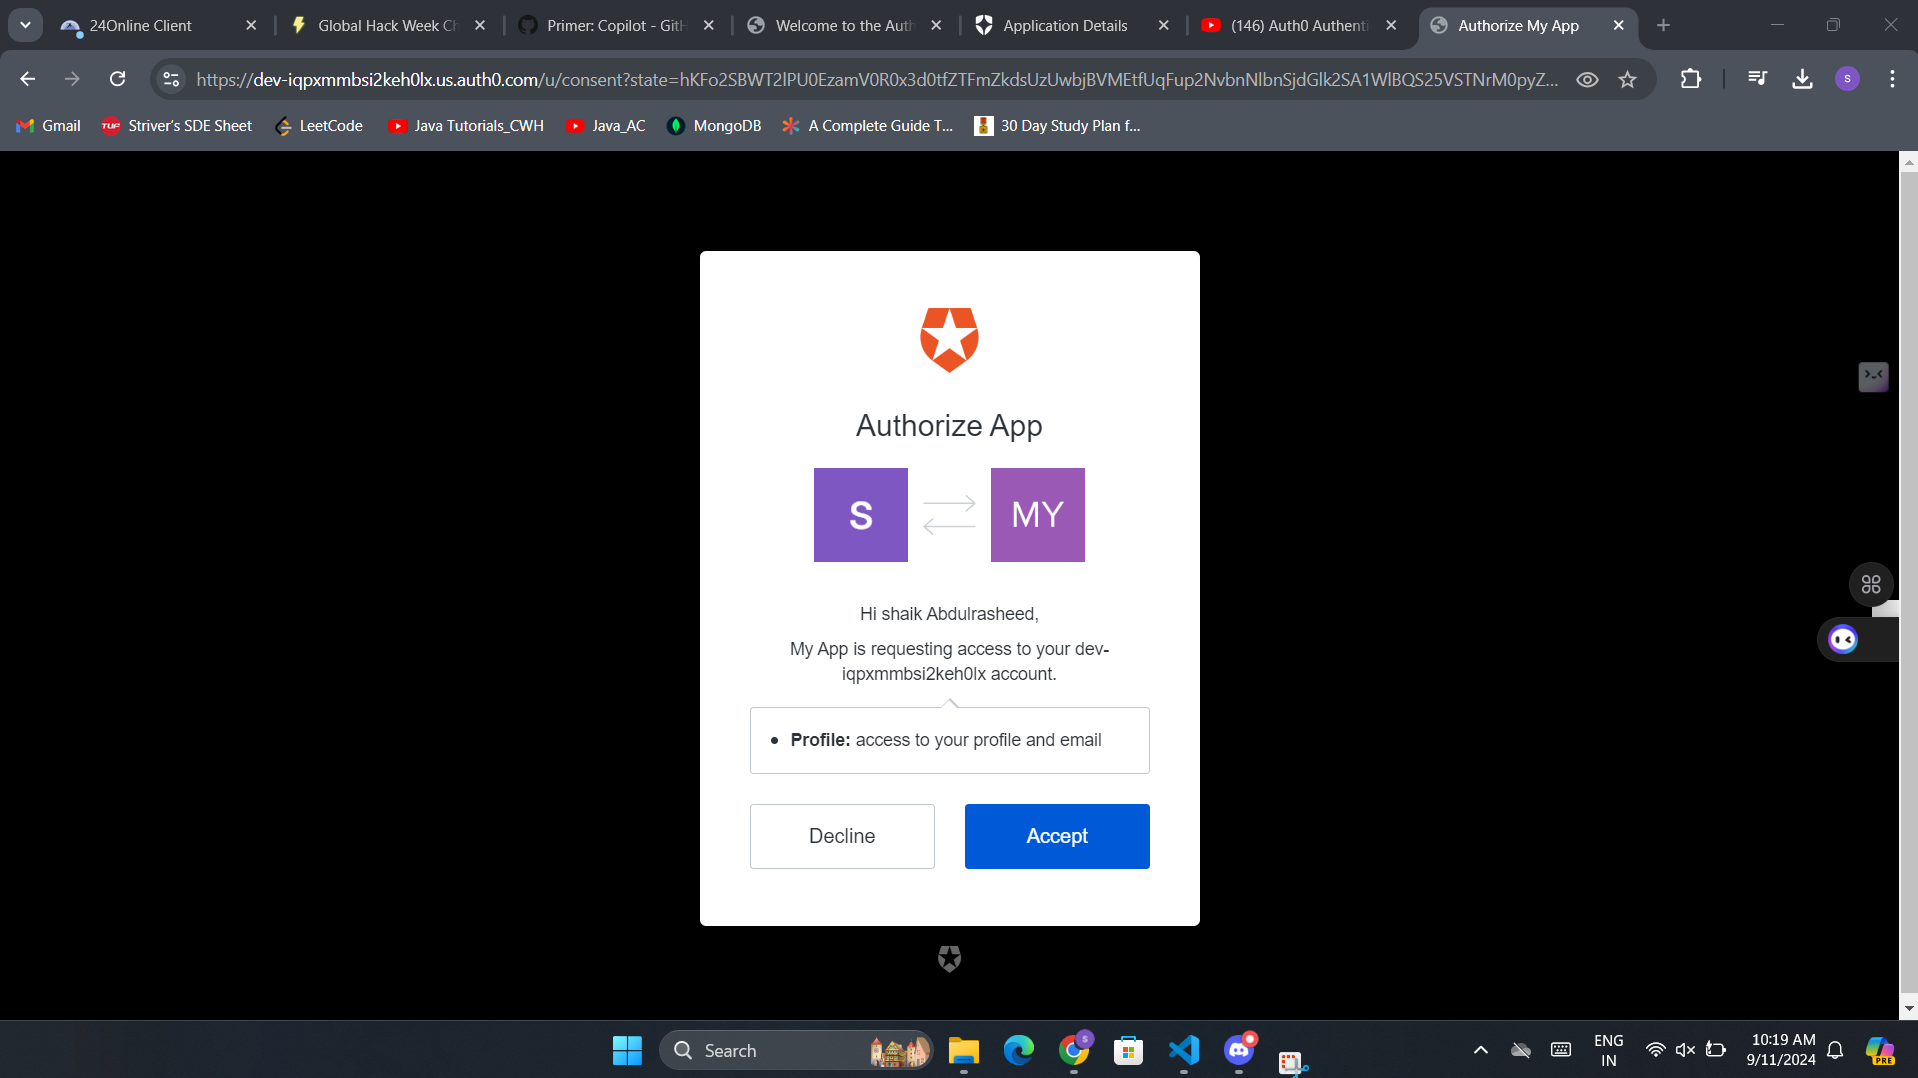 24Online Client
Global Hack Week Ch
Primer: Copilot - GitH
Welcome to the Auth
Application Details
(146) Auth0 Authenti
Authorize My App
https://dev-iqpxmmbsi2keh0lx.us.auth0.com/u/consent?state=hKFo2SBWT2lPU0EzamV0R0x3d0tfZTFmZkdsUzUwbjBVMEtfUqFup2NvbnNlbnSjdGlk2SA1WlBQS25VSTNrM0pyZ...
S
Gmail
TUF Striver's SDE Sheet
LeetCode
Java Tutorials_CWH
Java_AC
MongoDB
A Complete Guide T...
30 Day Study Plan f...
Authorize App
S
MY
Hi shaik Abdulrasheed,
My App is requesting access to your dev-
iqpxmmbsi2keh0lx account.
• Profile: access to your profile and email
Decline
Accept
Search
S
ENG
IN
10:19 AM
9/11/2024
PRE